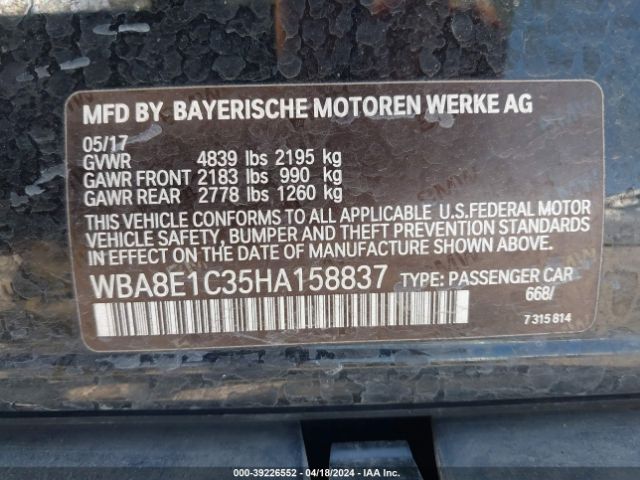 MFD BY BAYERISCHE MOTOREN WERKE AG
05/17
GVWR 4839 lbs 2195 kg
GAWR FRONT 2183 lbs 990 kg
GAWR REAR 2778 lbs 1260 kg
THIS VEHICLE CONFORMS TO ALL APPLICABLE U.S.FEDERAL MOTOR
VEHICLE SAFETY, BUMPER AND THEFT PREVENTION STANDARDS
IN EFFECT ON THE DATE OF MANUFACTURE SHOWN ABOVE.
WBA8E1C35HA158837 TYPE: PASSENGER CAR
668/
7 315 814
000-39226552 - 04/18/2024 - IAA Inc.